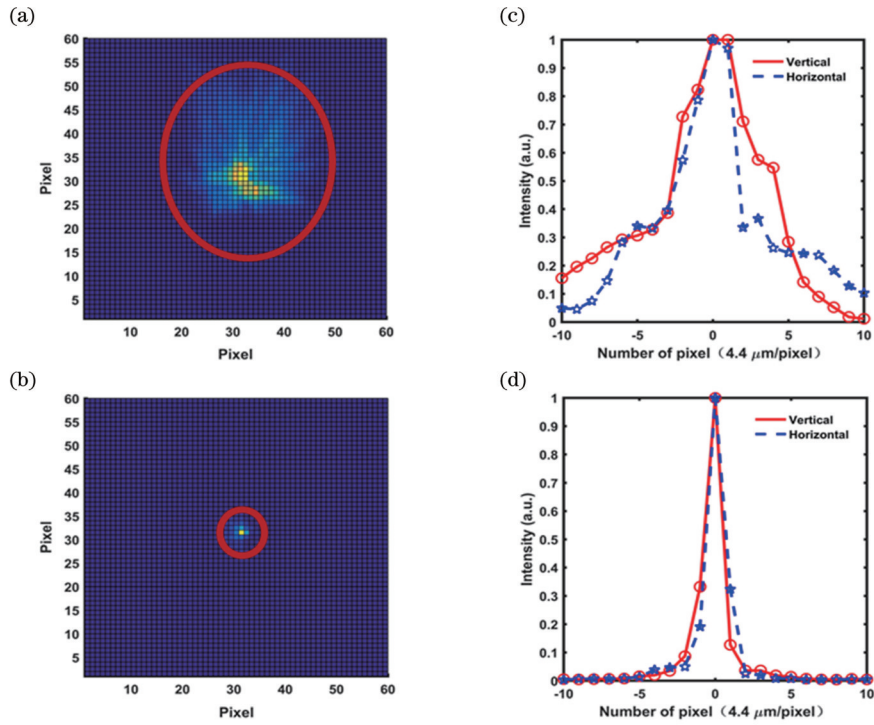 (a)
60
55
50
45
40
35
30
25
20
15
10
5
10 20 30 40 50 60
Pixel
Pixel
(c)
1
0.9
0.8
0.7
0.6
0.5
0.4
0.3
0.2
0.1
0
-10 -5 0 5 10
Intensity (a.u.)
Number of pixel（4.4 μm/pixel）
Vertical
Horizontal
(b)
60
55
50
45
40
35
30
25
20
15
10
5
10 20 30 40 50 60
Pixel
Pixel
(d)
1
0.9
0.8
0.7
0.6
0.5
0.4
0.3
0.2
0.1
0
-10 -5 0 5 10
Intensity (a.u.)
Number of pixel（4.4 μm/pixel）
Vertical
Horizontal